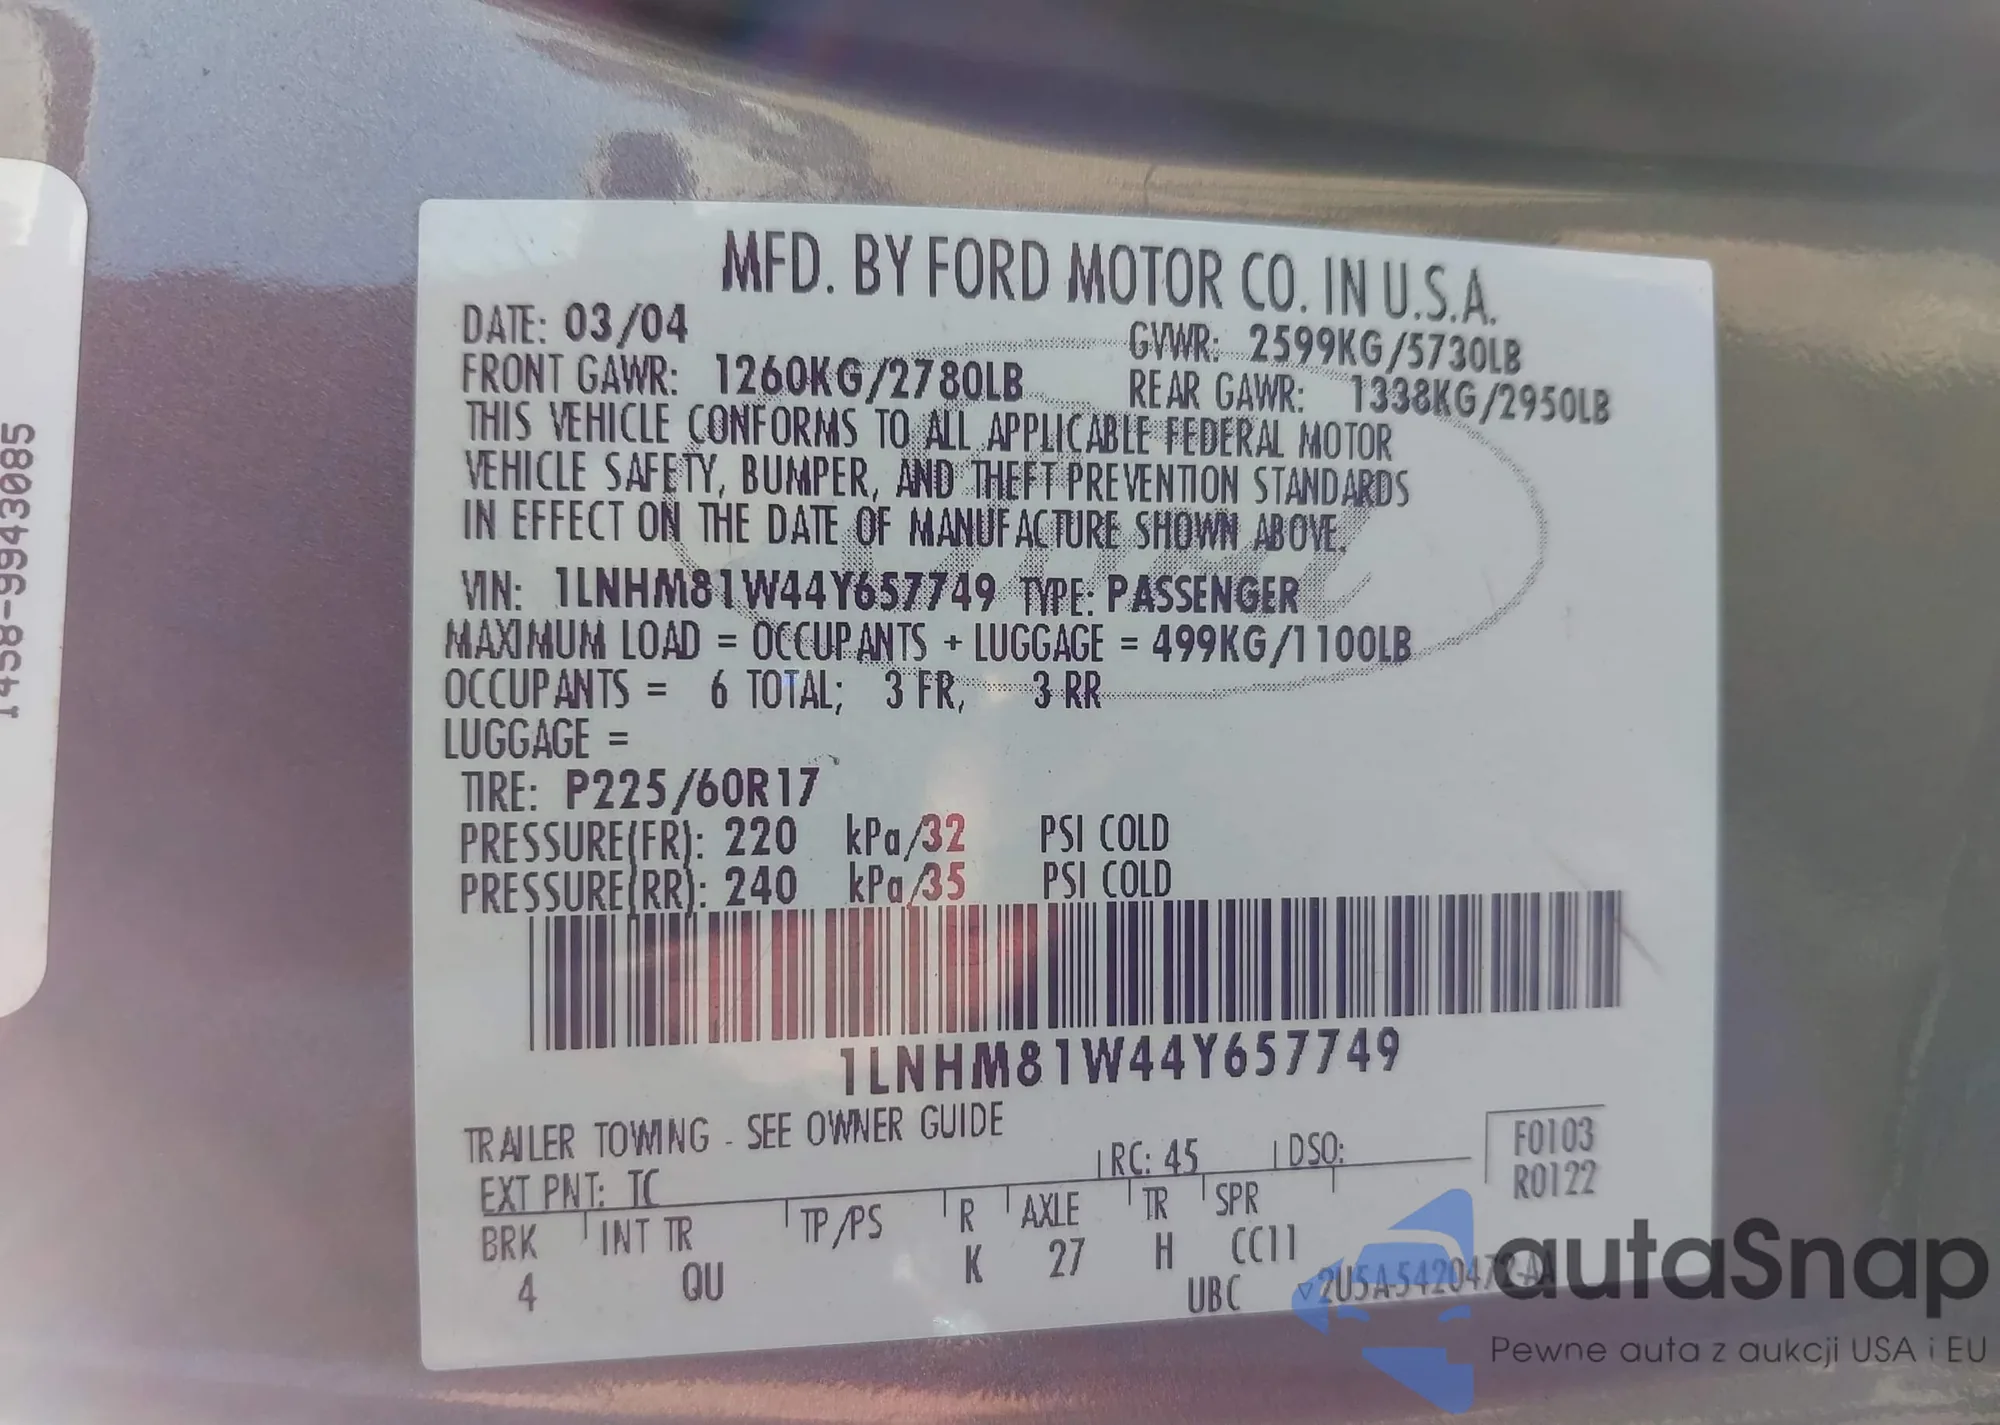 MFD. BY FORD MOTOR CO. IN U.S.A.
DATE: 03/04 GVWR: 2599KG/5730LB
FRONT GAWR: 1260KG/2780LB REAR GAWR: 1338KG/2950LB
THIS VEHICLE CONFORMS TO ALL APPLICABLE FEDERAL MOTOR
VEHICLE SAFETY, BUMPER, AND THEFT PREVENTION STANDARDS
IN EFFECT ON THE DATE OF MANUFACTURE SHOWN ABOVE.
VIN: 1LNHM81W44Y657749 TYPE: PASSENGER
MAXIMUM LOAD = OCCUPANTS + LUGGAGE = 499KG/1100LB
OCCUPANTS = 6 TOTAL; 3 FR, 3 RR
LUGGAGE =
TIRE: P225/60R17
PRESSURE(FR): 220 kPa/32 PSI COLD
PRESSURE(RR): 240 kPa/35 PSI COLD
1LNHM81W44Y657749
TRAILER TOWING - SEE OWNER GUIDE
EXT PNT: TC RC: 45 DSO: F0103
R0122
BRK INT TR TP/PS R AXLE TR SPR
4 QU K 27 H CC11
UBC ▽2U5A-5420472-AA
1458-9943085
autaSnap
Pewne auta z aukcji USA i EU